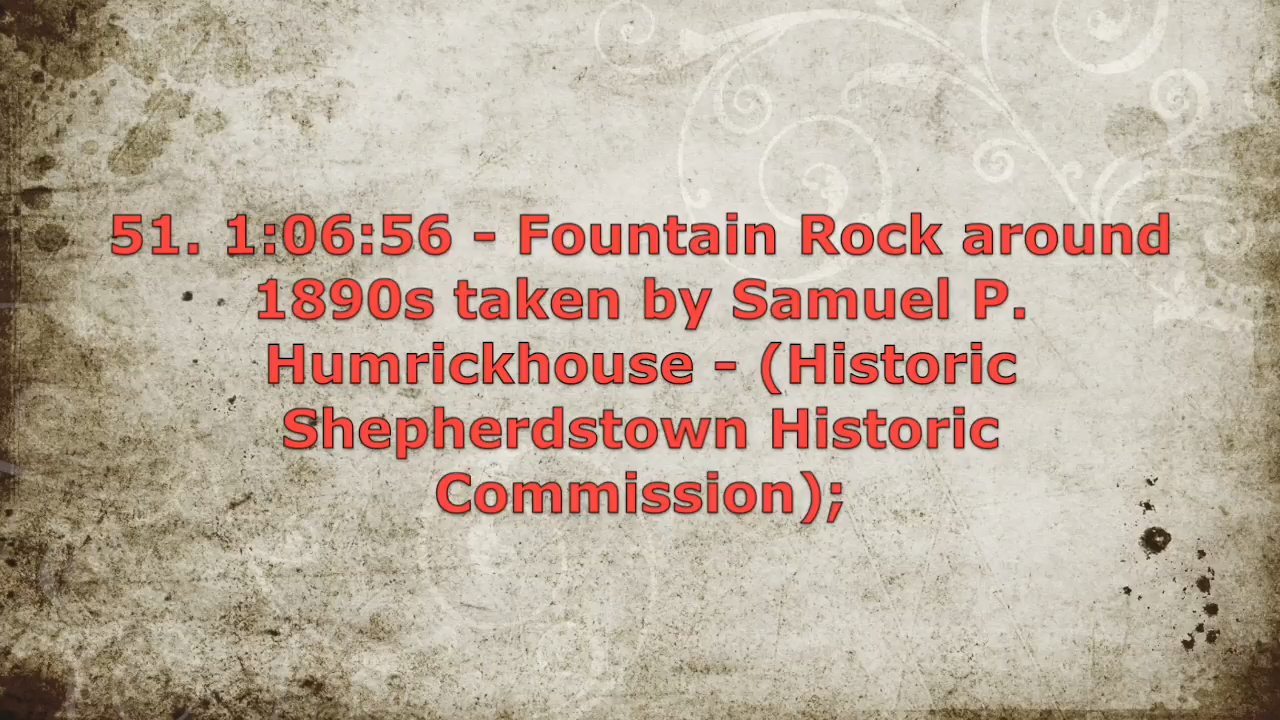 51. 1:06:56 - Fountain Rock around
1890s taken by Samuel P.
Humrickhouse - (Historic
Shepherdstown Historic
Commission);